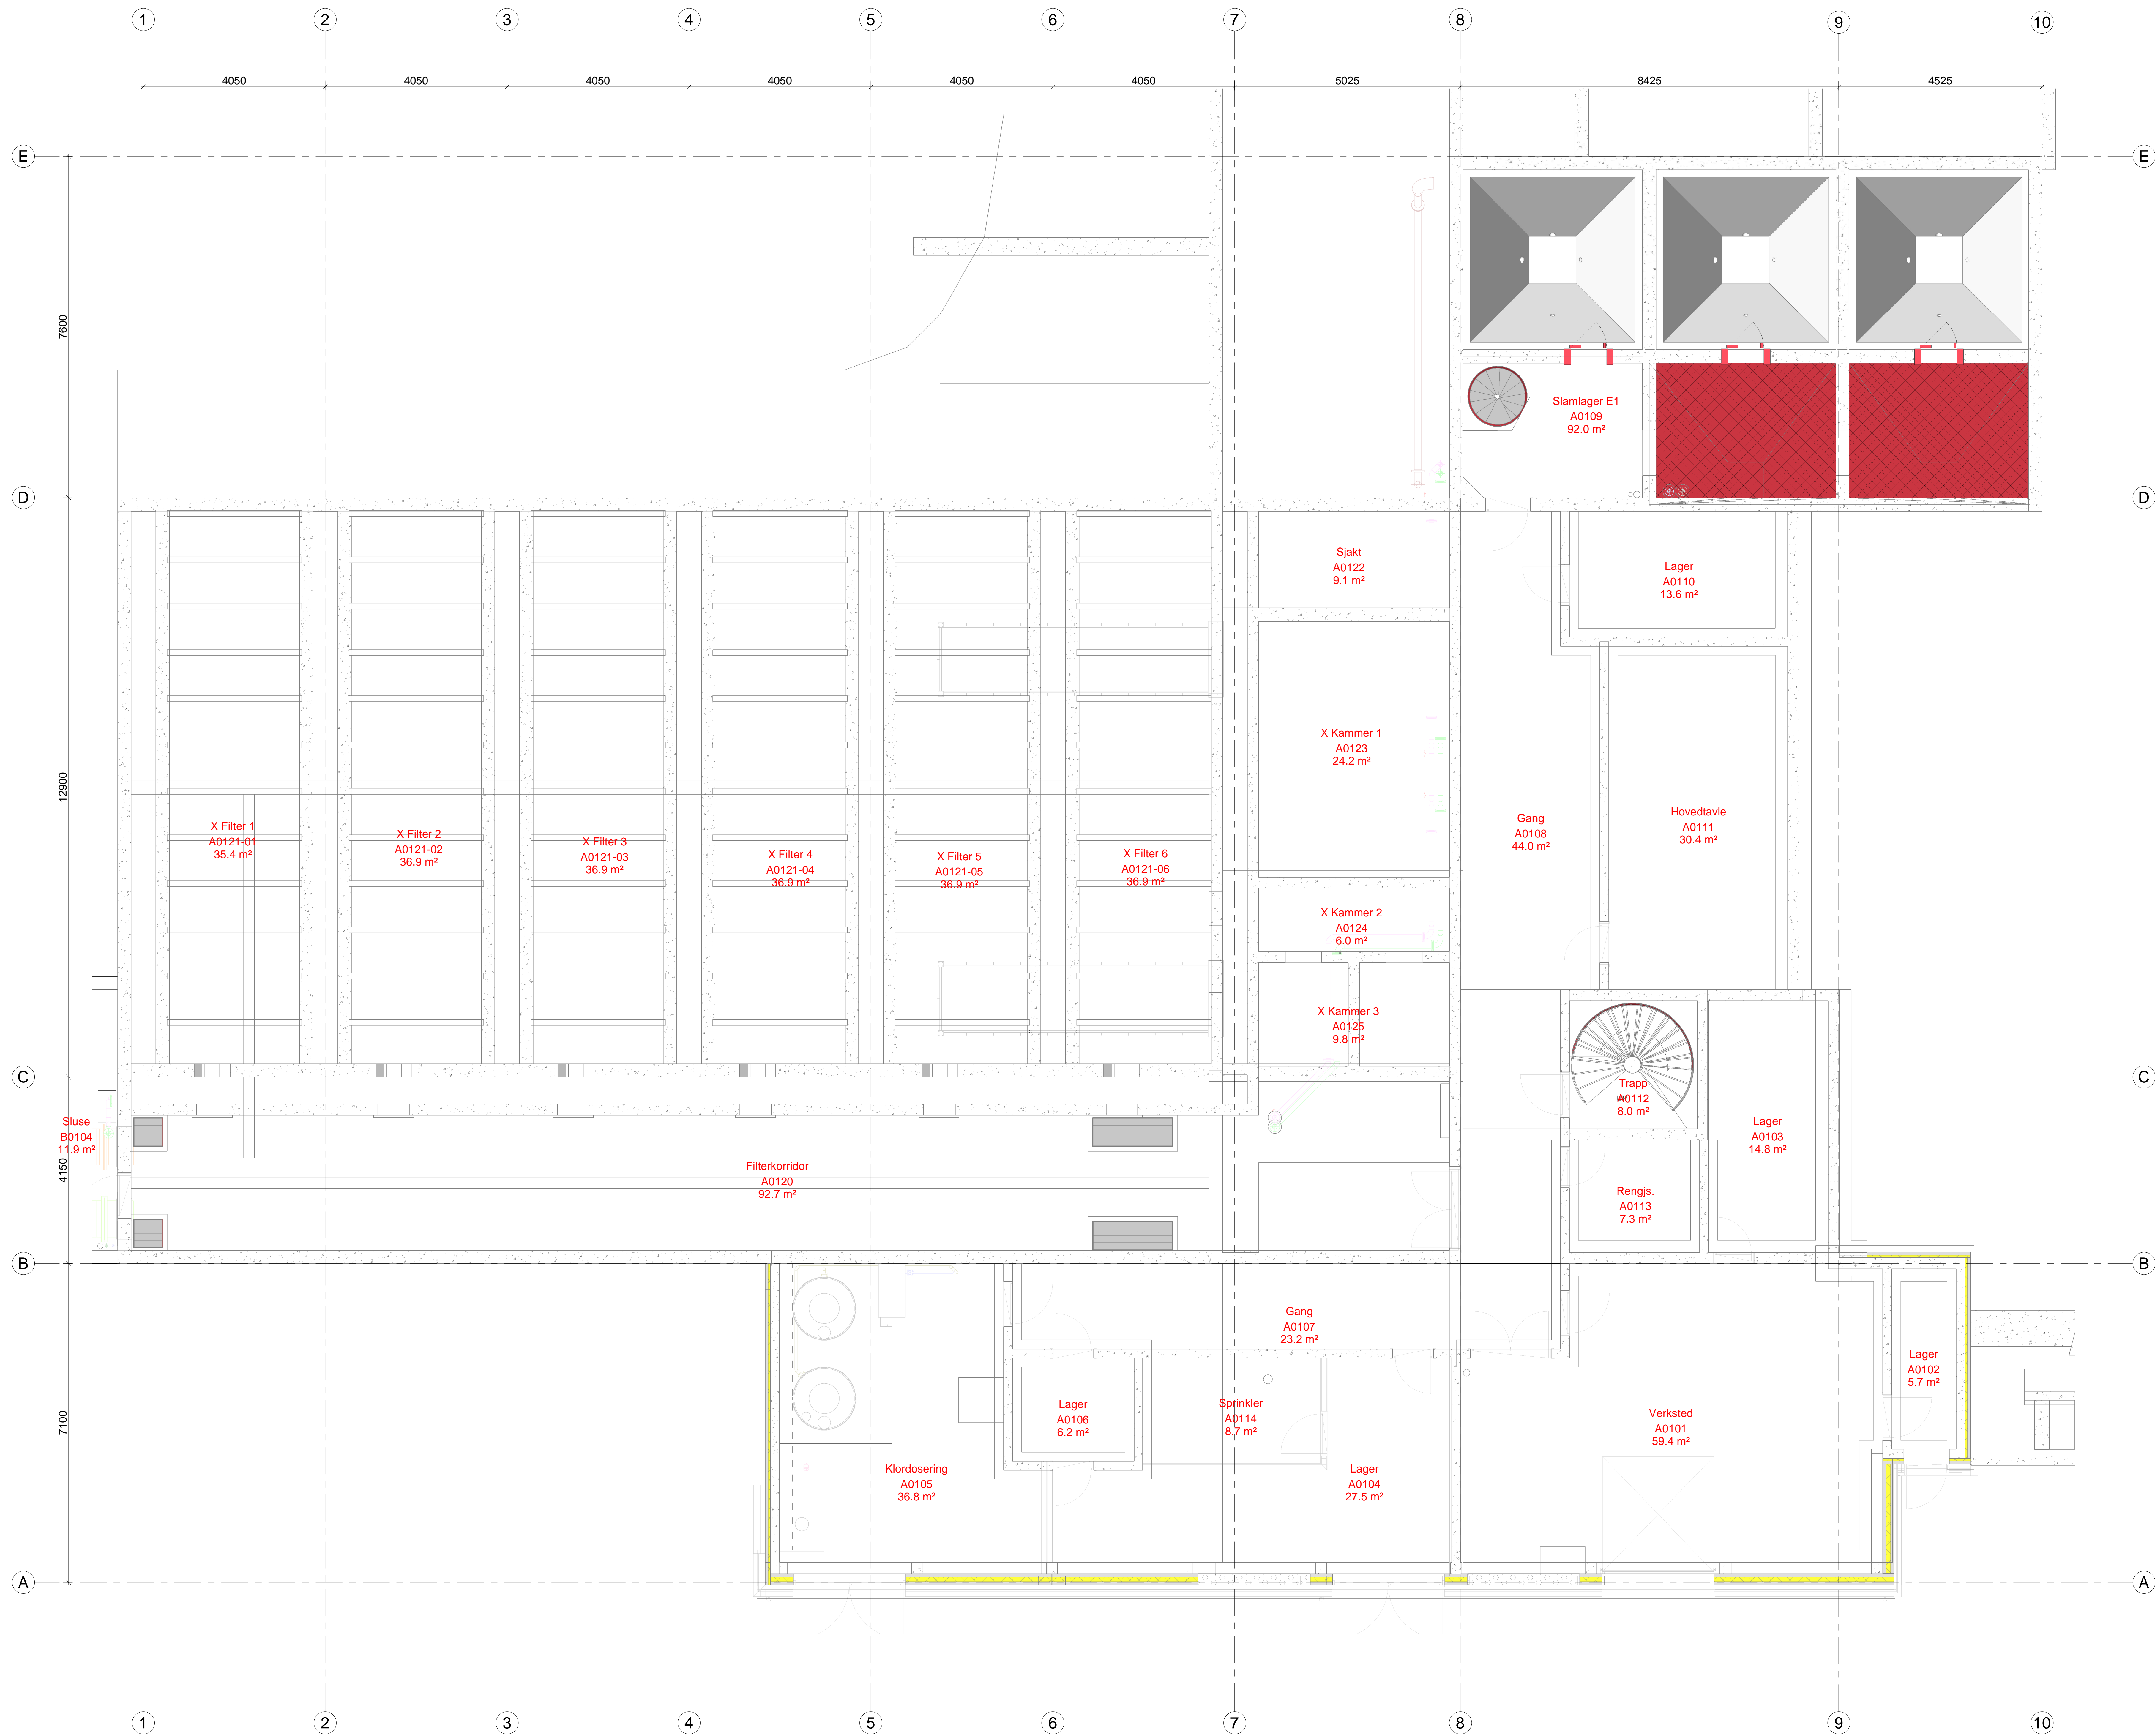 1 2 3 4 5 6 7 8 9 10
4050 4050 4050 4050 4050 4050 5025 8425 4525
E E
7600
Slamlager E1
A0109
92.0 m²
D D
Sjakt
A0122
9.1 m²
Lager
A0110
13.6 m²
12900
X Kammer 1
A0123
24.2 m²
X Filter 1
A0121-01
35.4 m²
X Filter 2
A0121-02
36.9 m²
X Filter 3
A0121-03
36.9 m²
X Filter 4
A0121-04
36.9 m²
X Filter 5
A0121-05
36.9 m²
X Filter 6
A0121-06
36.9 m²
Gang
A0108
44.0 m²
Hovedtavle
A0111
30.4 m²
X Kammer 2
A0124
6.0 m²
X Kammer 3
A0125
9.8 m²
C C
Trapp
A0112
8.0 m²
Sluse
B0104
11.9 m²
4150
Lager
A0103
14.8 m²
Filterkorridor
A0120
92.7 m²
Rengjs.
A0113
7.3 m²
B B
Gang
A0107
23.2 m²
7100
Lager
A0102
5.7 m²
Lager
A0106
6.2 m²
Sprinkler
A0114
8.7 m²
Verksted
A0101
59.4 m²
Klordosering
A0105
36.8 m²
Lager
A0104
27.5 m²
A A
1 2 3 4 5 6 7 8 9 10